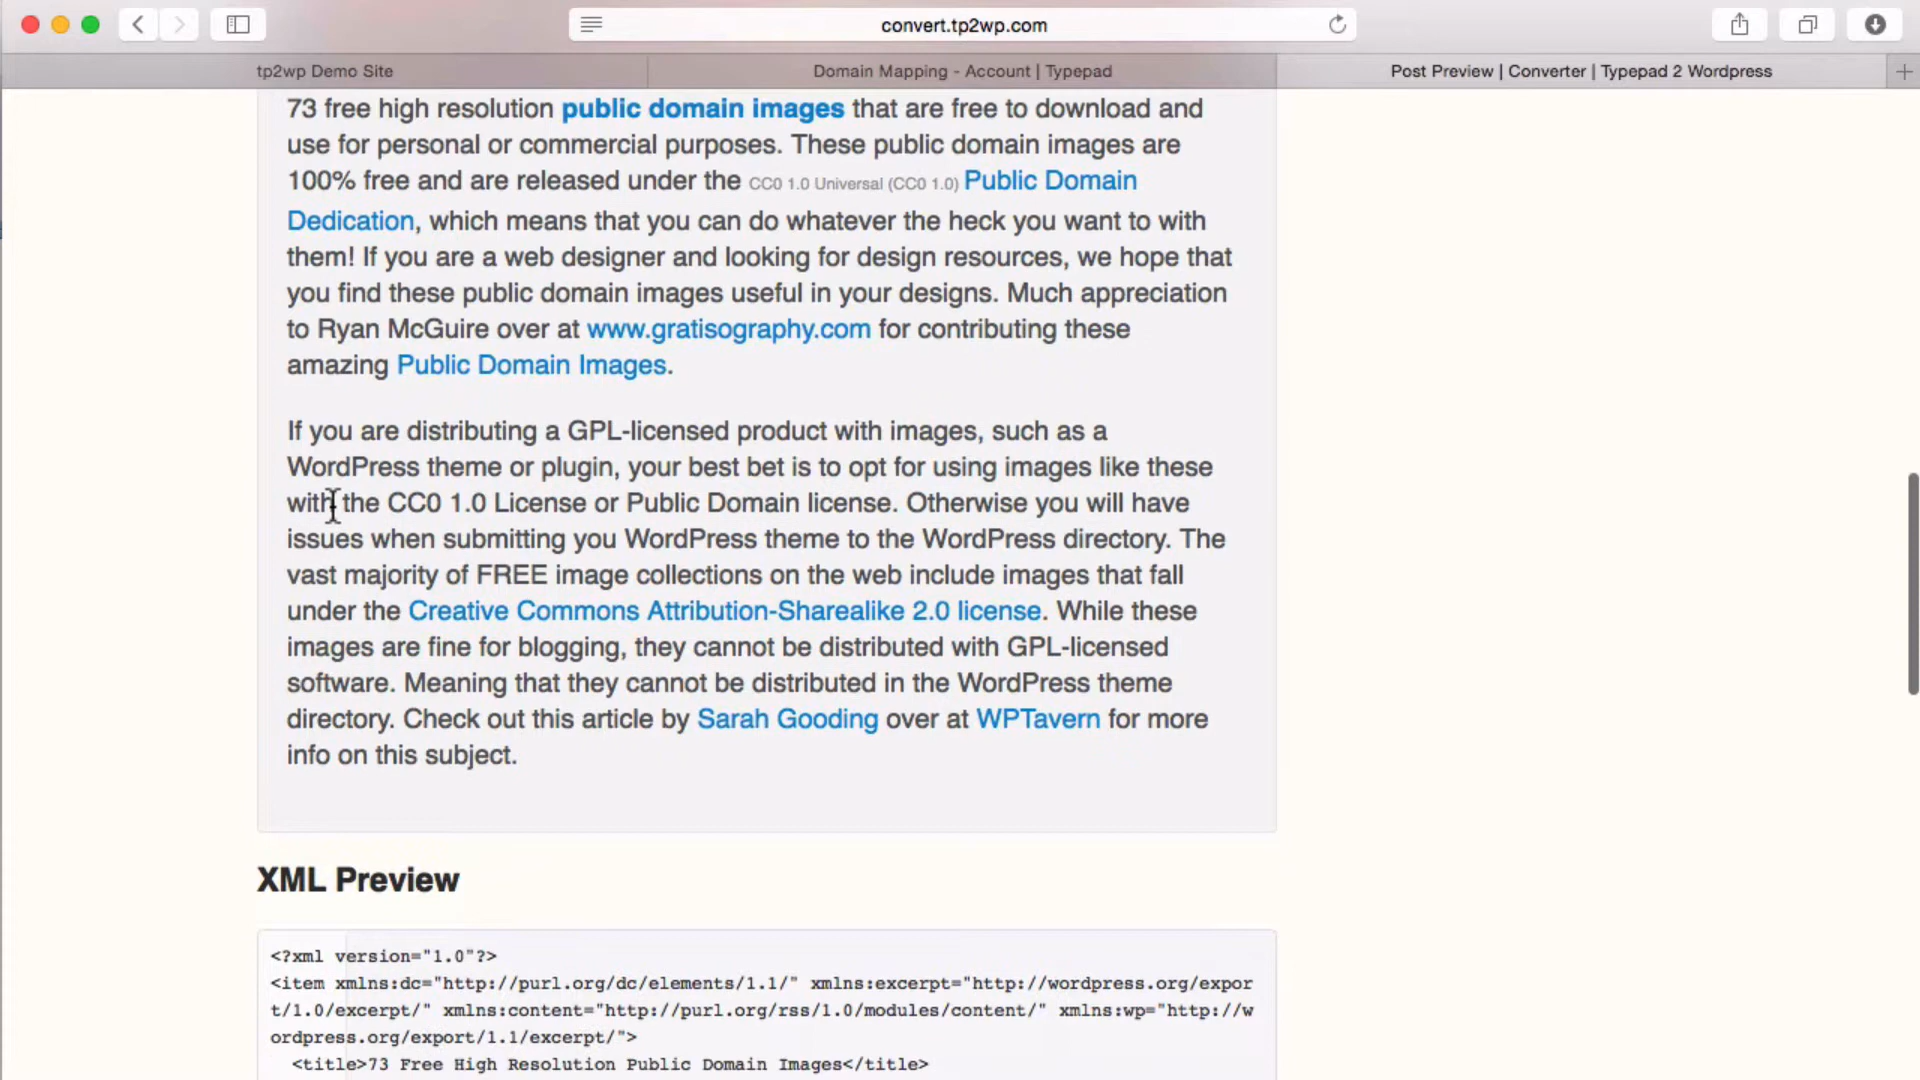 convert.tp2wp.com
tp2wp Demo Site
Domain Mapping - Account | Typepad
Post Preview | Converter | Typepad 2 Wordpress
73 free high resolution public domain images that are free to download and
use for personal or commercial purposes. These public domain images are
100% free and are released under the CC0 1.0 Universal (CC0 1.0) Public Domain
Dedication, which means that you can do whatever the heck you want to with
them! If you are a web designer and looking for design resources, we hope that
you find these public domain images useful in your designs. Much appreciation
to Ryan McGuire over at www.gratisography.com for contributing these
amazing Public Domain Images.
If you are distributing a GPL-licensed product with images, such as a
WordPress theme or plugin, your best bet is to opt for using images like these
with the CC0 1.0 License or Public Domain license. Otherwise you will have
issues when submitting you WordPress theme to the WordPress directory. The
vast majority of FREE image collections on the web include images that fall
under the Creative Commons Attribution-Sharealike 2.0 license. While these
images are fine for blogging, they cannot be distributed with GPL-licensed
software. Meaning that they cannot be distributed in the WordPress theme
directory. Check out this article by Sarah Gooding over at WPTavern for more
info on this subject.
XML Preview
<?xml version="1.0"?>
<item xmlns:dc="http://purl.org/dc/elements/1.1/" xmlns:excerpt="http://wordpress.org/expor
t/1.0/excerpt/" xmlns:content="http://purl.org/rss/1.0/modules/content/" xmlns:wp="http://w
ordpress.org/export/1.1/excerpt/">
<title>73 Free High Resolution Public Domain Images</title>